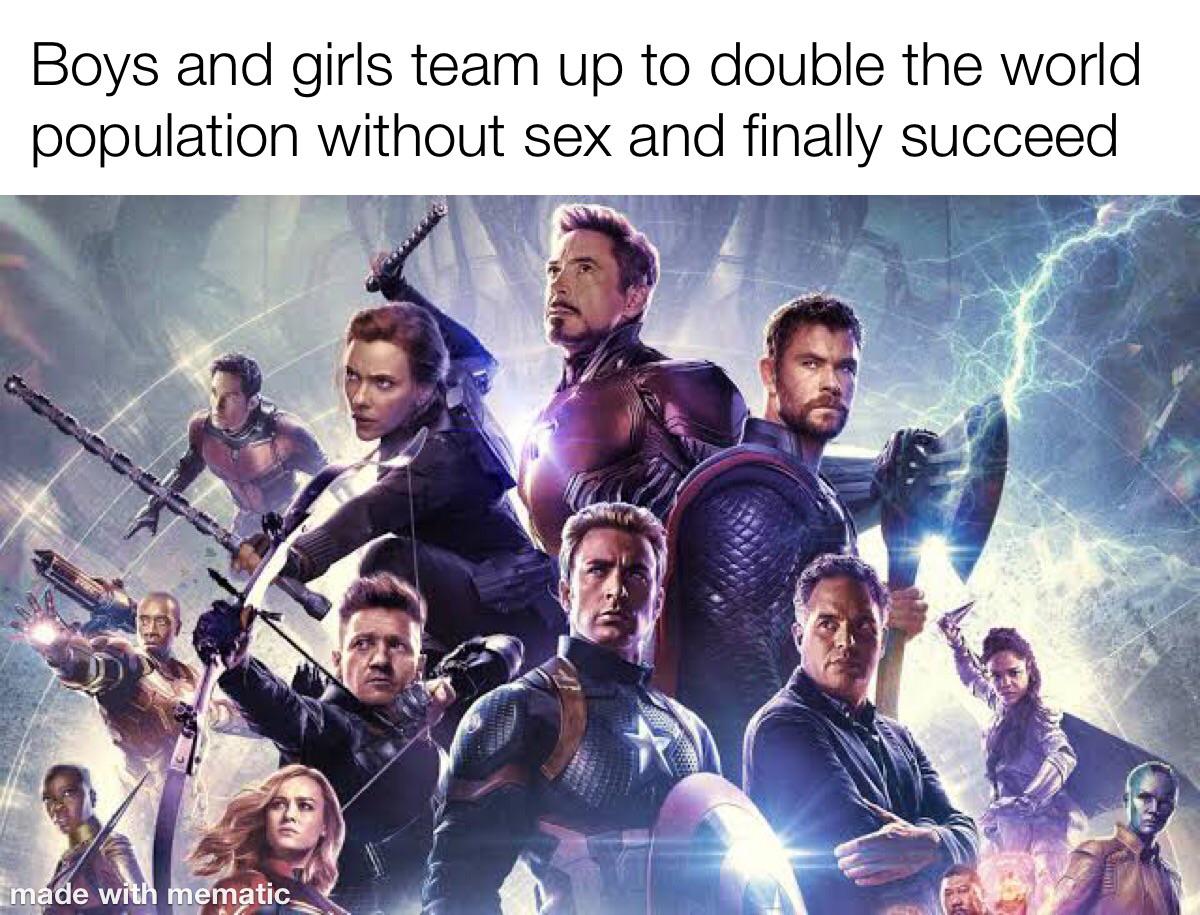 Boys and girls team up to double the world
population without sex and finally succeed
made with mematic